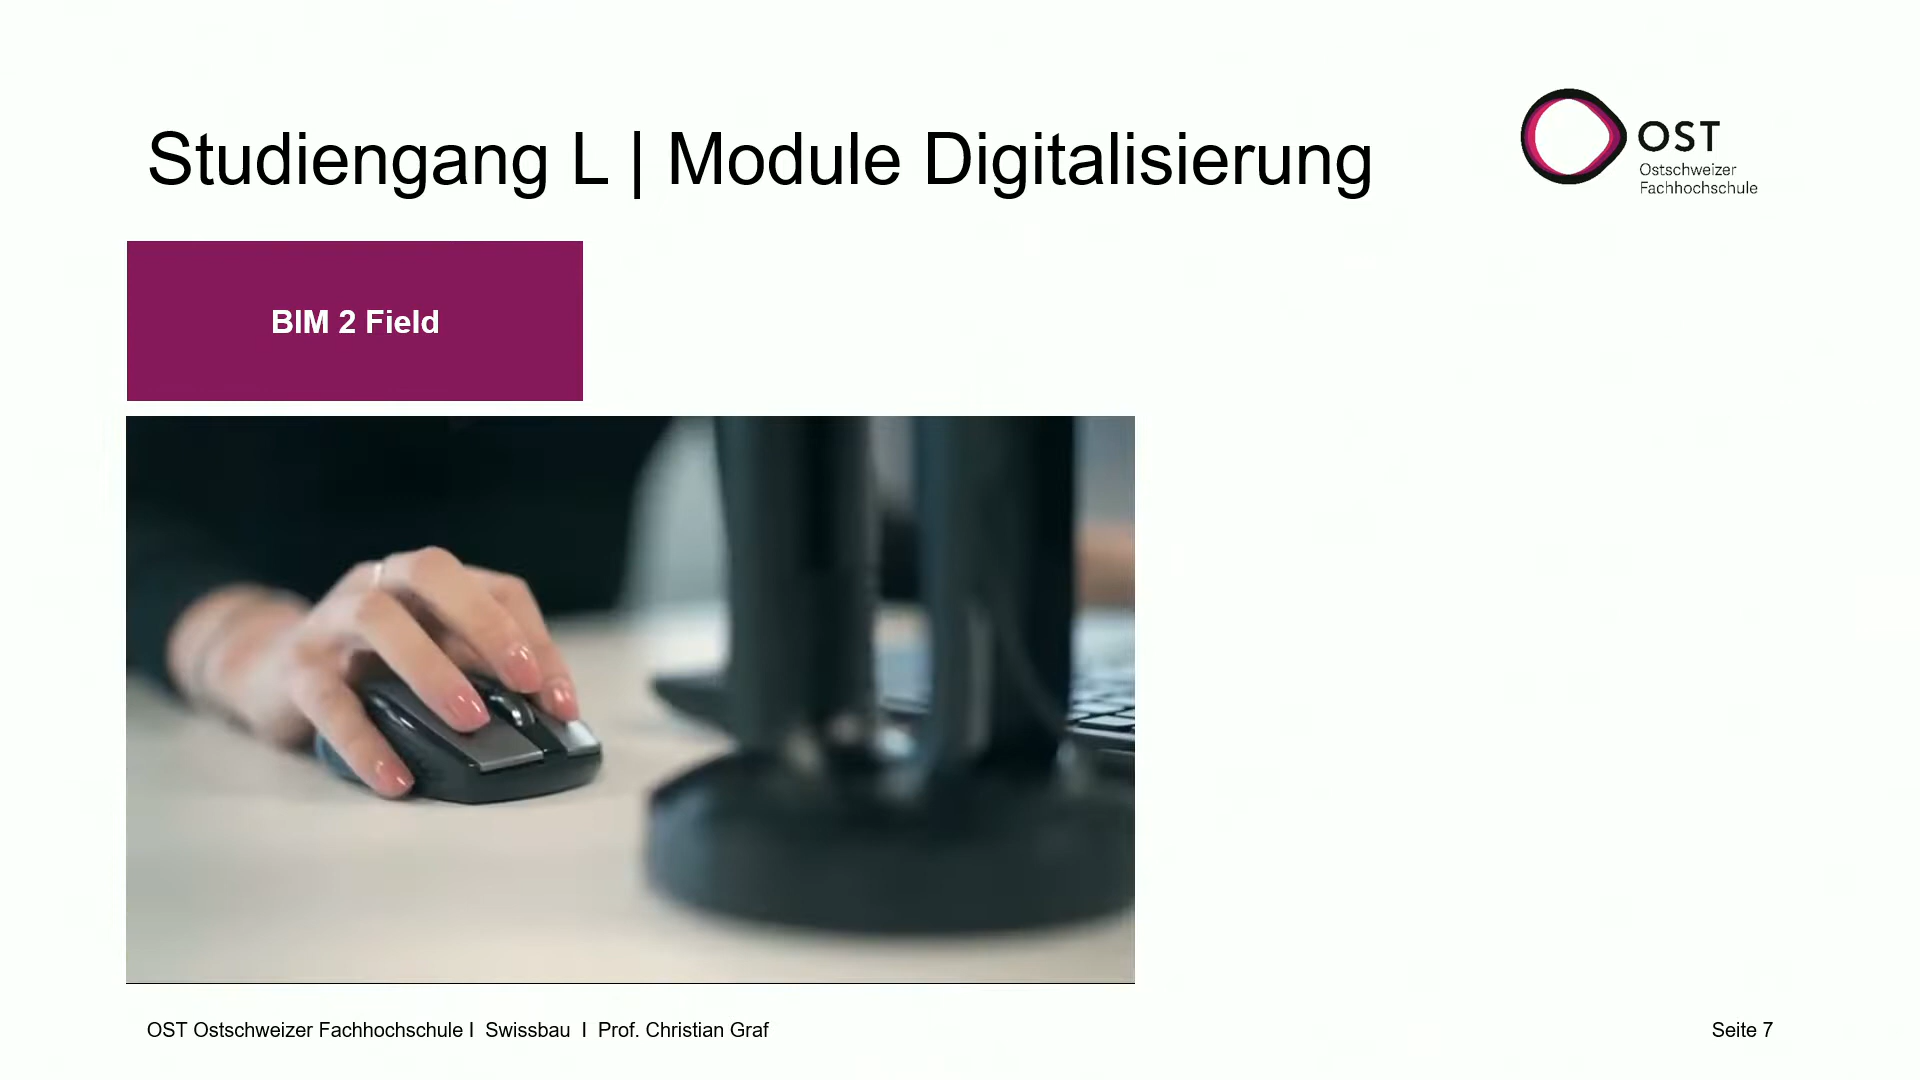 Studiengang L | Module Digitalisierung
OST
Ostschweizer
Fachhochschule
BIM 2 Field
OST Ostschweizer Fachhochschule I Swissbau I Prof. Christian Graf
Seite 7